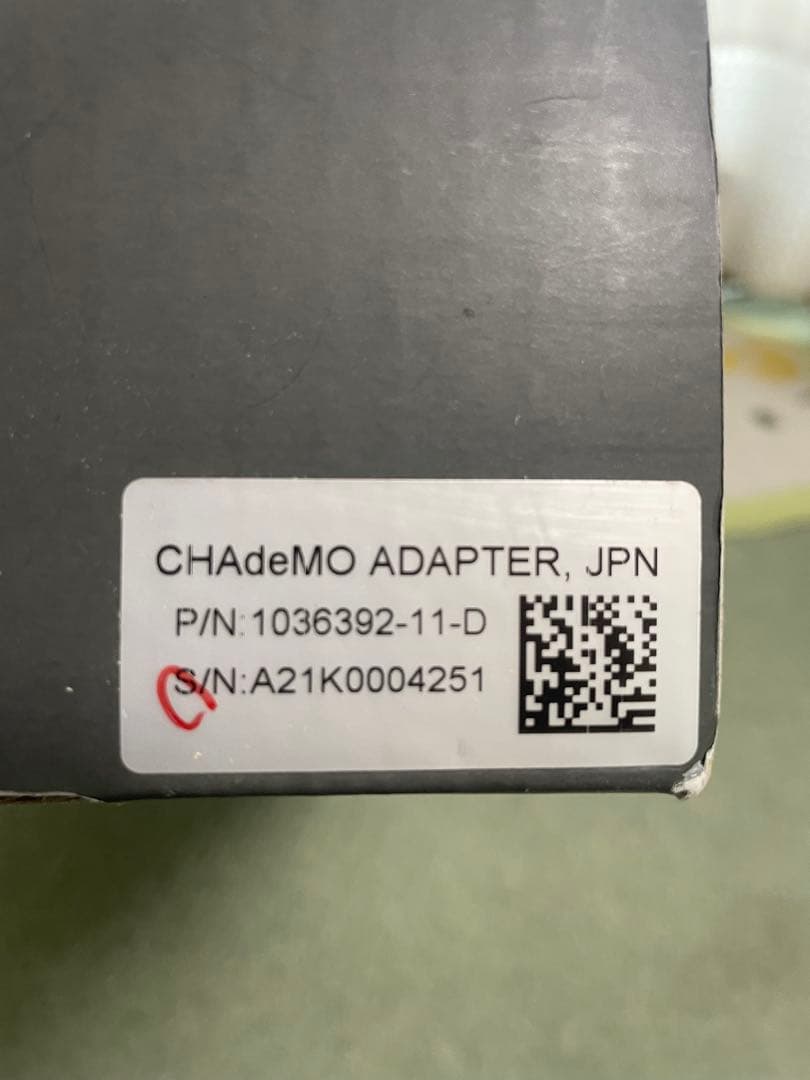 CHAdeMO ADAPTER, JPN
P/N:1036392-11-D
S/N:A21K0004251